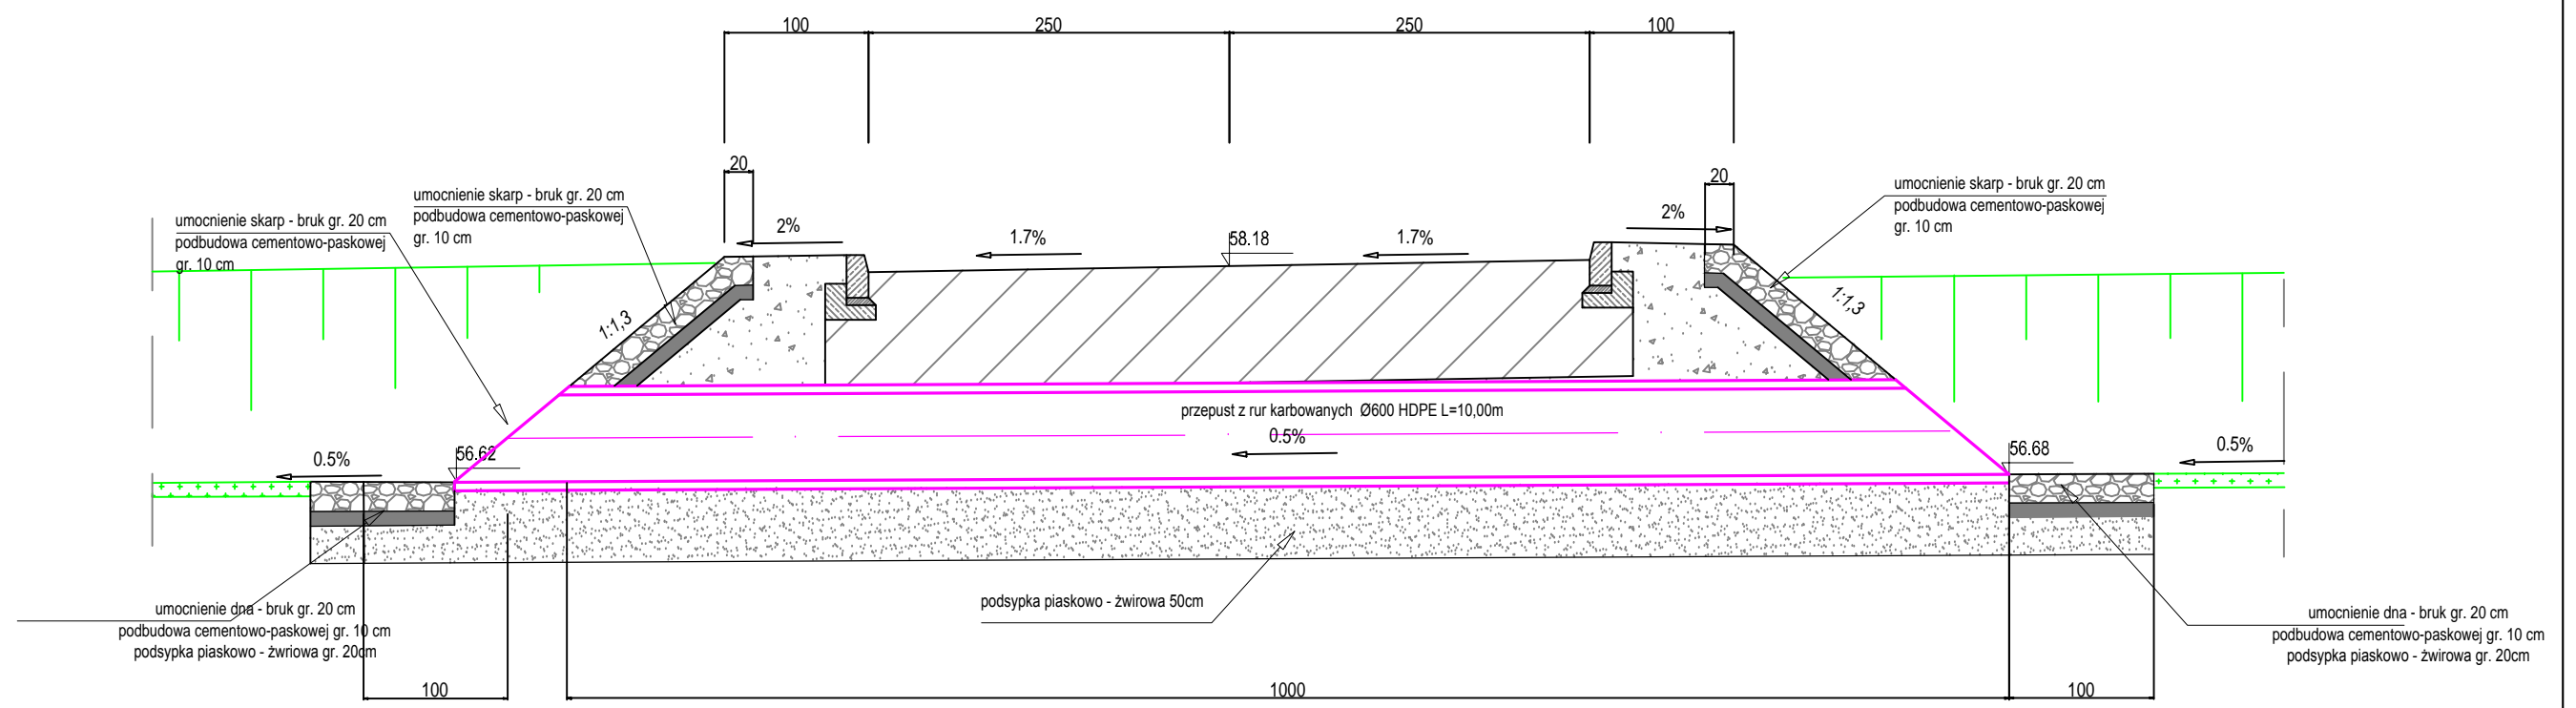 100
250
250
100
20
20
umocnienie skarp - bruk gr. 20 cm
podbudowa cementowo-paskowej
gr. 10 cm
umocnienie skarp - bruk gr. 20 cm
podbudowa cementowo-paskowej
gr. 10 cm
umocnienie skarp - bruk gr. 20 cm
podbudowa cementowo-paskowej
gr. 10 cm
2%
1.7%
58.18
1.7%
2%
1:1,3
1:1,3
przepust z rur karbowanych Ø600 HDPE L=10,00m
0.5%
0.5%
56.62
56.68
0.5%
umocnienie dna - bruk gr. 20 cm
podbudowa cementowo-paskowej gr. 10 cm
podsypka piaskowo - żwriowa gr. 20cm
podsypka piaskowo - żwirowa 50cm
umocnienie dna - bruk gr. 20 cm
podbudowa cementowo-paskowej gr. 10 cm
podsypka piaskowo - żwirowa gr. 20cm
100
1000
100